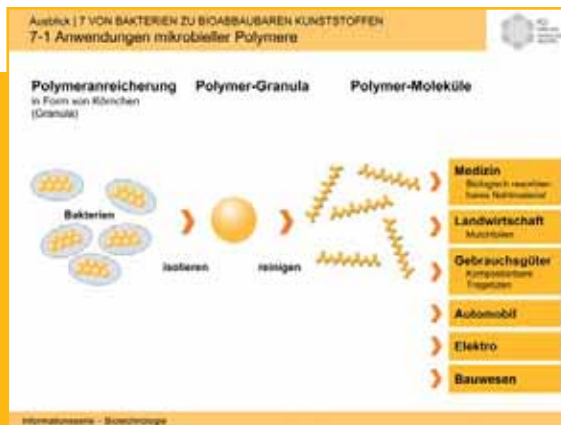 Ausblick | 7 VON BAKTERIEN ZU BIOABBAUBAREN KUNSTSTOFFEN
7-1 Anwendungen mikrobieller Polymere
Polymeranreicherung
in Form von Körnchen
(Granula)
Polymer-Granula
Polymer-Moleküle
Bakterien
isolieren
reinigen
Medizin
Biologisch resorbier-
bares Nahtmaterial
Landwirtschaft
Mulchfolien
Gebrauchsgüter
Kompostierbare
Tragetüten
Automobil
Elektro
Bauwesen
Informationsserie – Biotechnologie